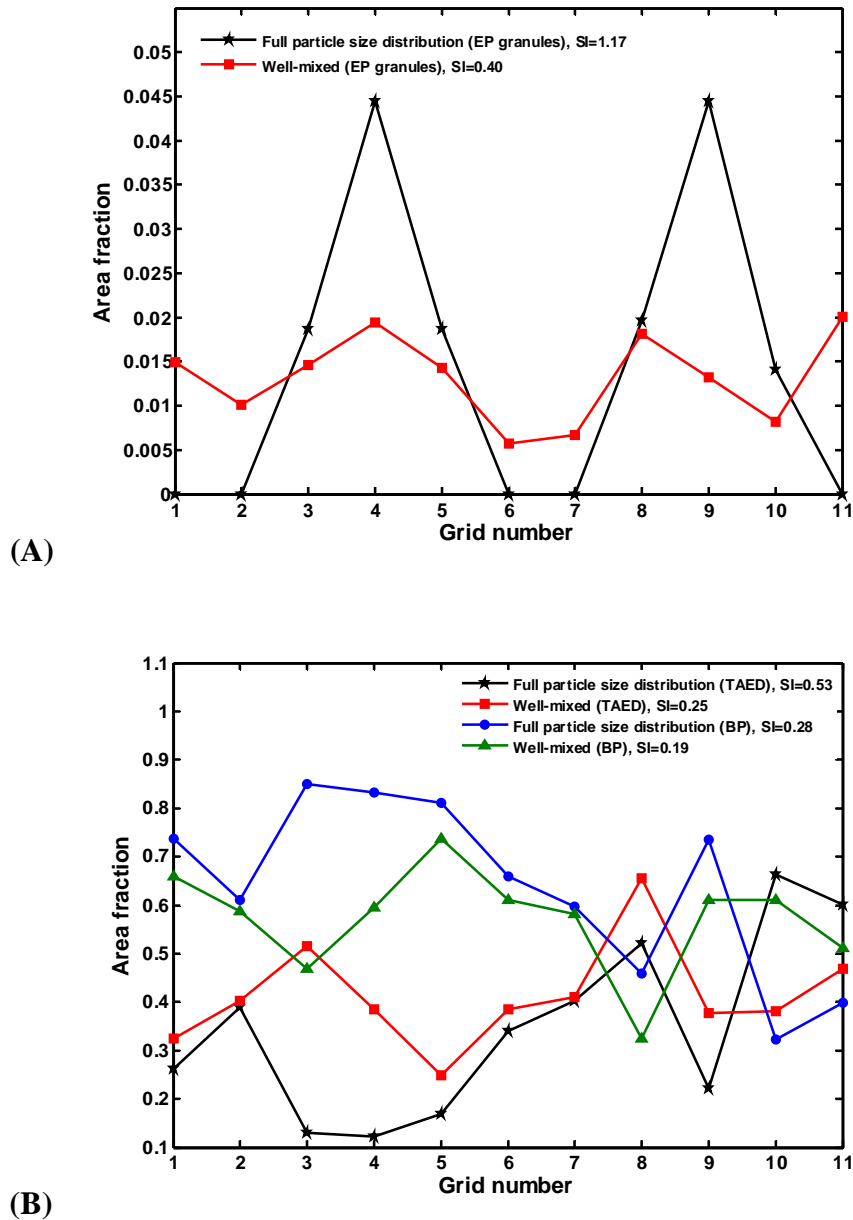 Full particle size distribution (EP granules), SI=1.17
Well-mixed (EP granules), SI=0.40
0.05
0.045
0.04
0.035
0.03
0.025
0.02
0.015
0.01
0.005
0
Area fraction
1 2 3 4 5 6 7 8 9 10 11
Grid number
(A)
Full particle size distribution (TAED), SI=0.53
Well-mixed (TAED), SI=0.25
Full particle size distribution (BP), SI=0.28
Well-mixed (BP), SI=0.19
1.1
1
0.9
0.8
0.7
0.6
0.5
0.4
0.3
0.2
0.1
Area fraction
1 2 3 4 5 6 7 8 9 10 11
Grid number
(B)